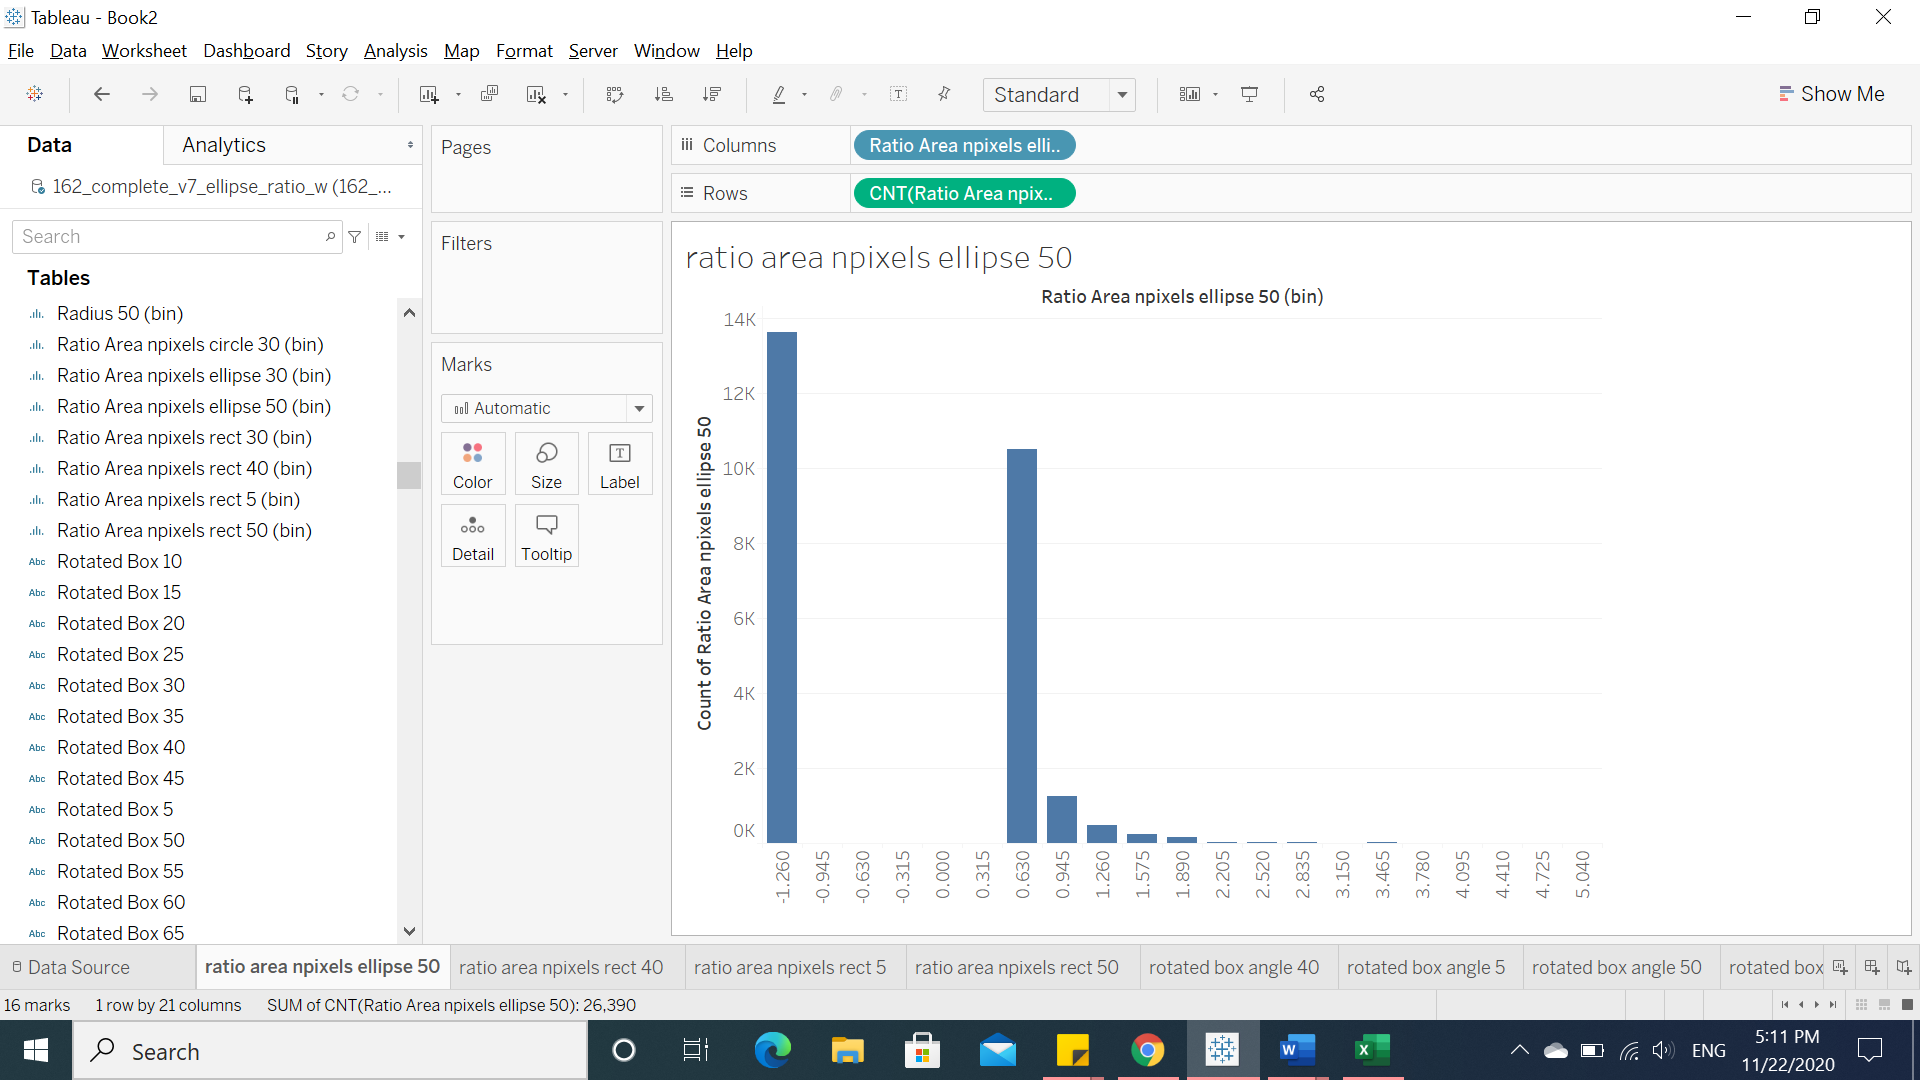 Tableau - Book2
File Data Worksheet Dashboard Story Analysis Map Format Server Window Help
Standard
Show Me
Data
Analytics
162_complete_v7_ellipse_ratio_w (162_...
Search
Tables
Radius 50 (bin)
Ratio Area npixels circle 30 (bin)
Ratio Area npixels ellipse 30 (bin)
Ratio Area npixels ellipse 50 (bin)
Ratio Area npixels rect 30 (bin)
Ratio Area npixels rect 40 (bin)
Ratio Area npixels rect 5 (bin)
Ratio Area npixels rect 50 (bin)
Abc Rotated Box 10
Abc Rotated Box 15
Abc Rotated Box 20
Abc Rotated Box 25
Abc Rotated Box 30
Abc Rotated Box 35
Abc Rotated Box 40
Abc Rotated Box 45
Abc Rotated Box 5
Abc Rotated Box 50
Abc Rotated Box 55
Abc Rotated Box 60
Abc Rotated Box 65
Pages
Filters
Marks
Automatic
Color
Size
T
Label
Detail
Tooltip
Columns
Ratio Area npixels elli..
Rows
CNT(Ratio Area npix..
ratio area npixels ellipse 50
Ratio Area npixels ellipse 50 (bin)
Count of Ratio Area npixels ellipse 50
14K
12K
10K
8K
6K
4K
2K
0K
-1.260
-0.945
-0.630
-0.315
0.000
0.315
0.630
0.945
1.260
1.575
1.890
2.205
2.520
2.835
3.150
3.465
3.780
4.095
4.410
4.725
5.040
Data Source
ratio area npixels ellipse 50
ratio area npixels rect 40
ratio area npixels rect 5
ratio area npixels rect 50
rotated box angle 40
rotated box angle 5
rotated box angle 50
rotated box
16 marks
1 row by 21 columns
SUM of CNT(Ratio Area npixels ellipse 50): 26,390
Search
W
X
ENG
5:11 PM
11/22/2020